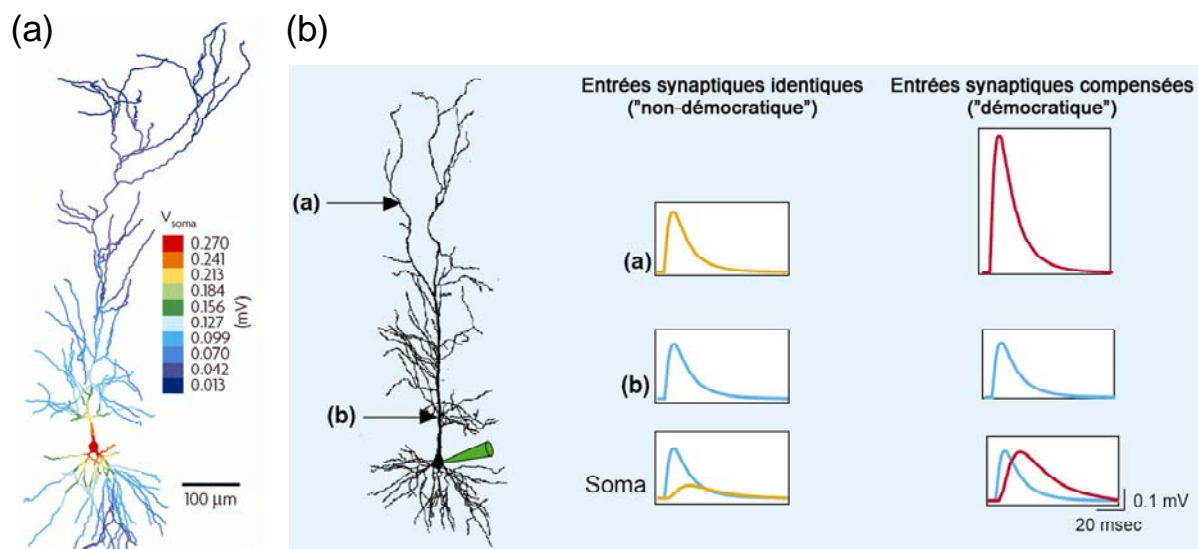 (a)
V soma
0.270
0.241
0.213
0.184
0.156
0.127
0.099
0.070
0.042
0.013
(mV)
100 µm
(b)
Entrées synaptiques identiques
("non-démocratique")
Entrées synaptiques compensées
("démocratique")
(a)
(b)
(a)
(b)
Soma
0.1 mV
20 msec